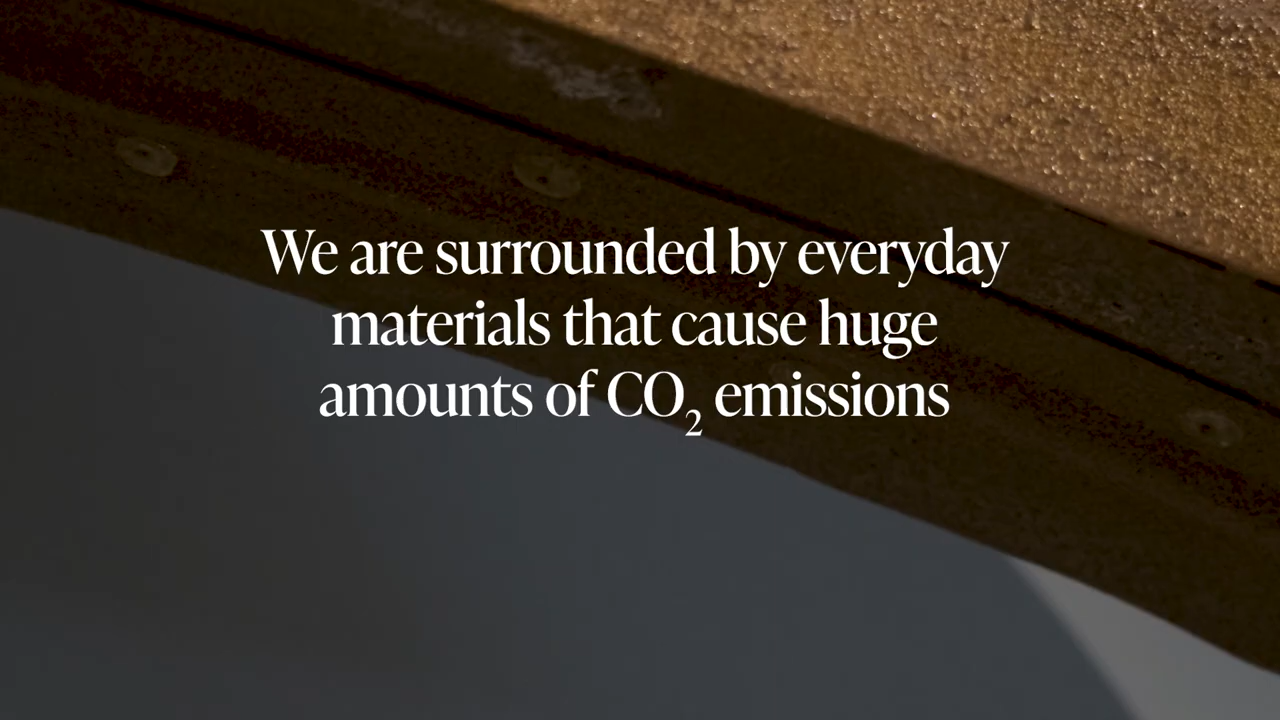 We are surrounded by everyday
materials that cause huge
amounts of CO₂ emissions